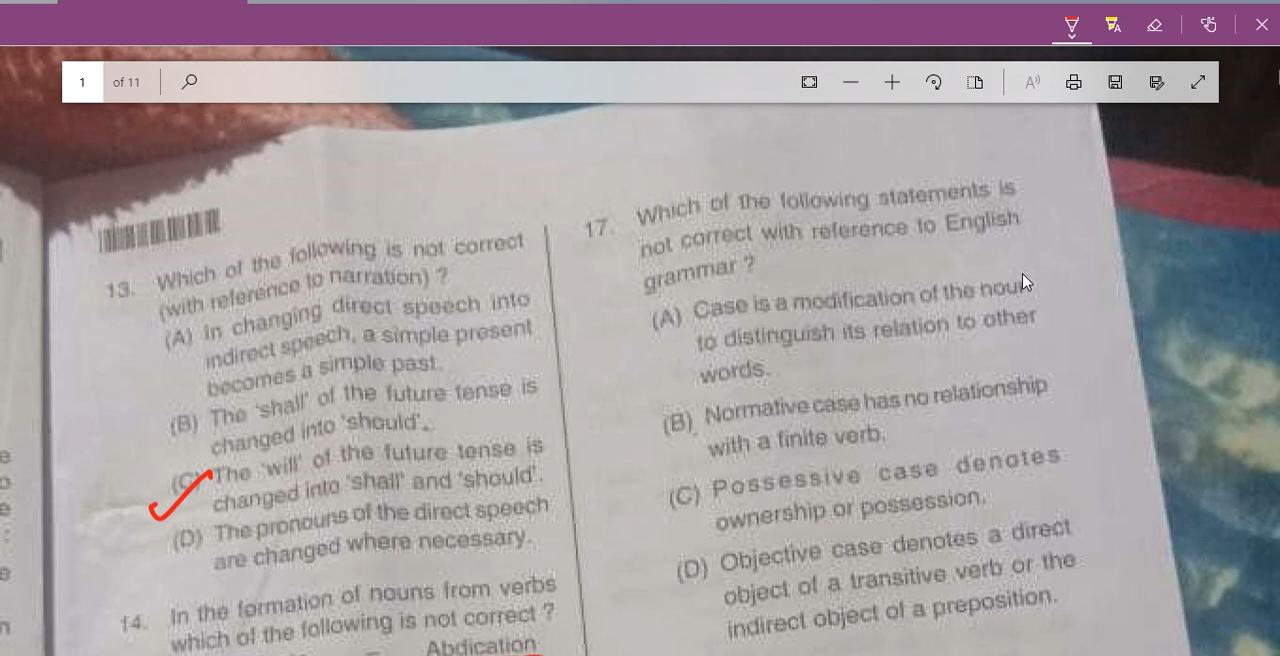 1 of 11
13. Which of the following is not correct
(with reference to narration) ?
(A) In changing direct speech into
indirect speech, a simple present
becomes a simple past.
(B) The 'shall' of the future tense is
changed into 'should'.
(C) The 'will' of the future tense is
changed into 'shall' and 'should'.
(D) The pronouns of the direct speech
are changed where necessary.
14. In the formation of nouns from verbs
which of the following is not correct ?
Abdication
17. Which of the following statements is
not correct with reference to English
grammar ?
(A) Case is a modification of the noun
to distinguish its relation to other
words.
(B) Normative case has no relationship
with a finite verb.
(C) Possessive case denotes
ownership or possession.
(D) Objective case denotes a direct
object of a transitive verb or the
indirect object of a preposition.